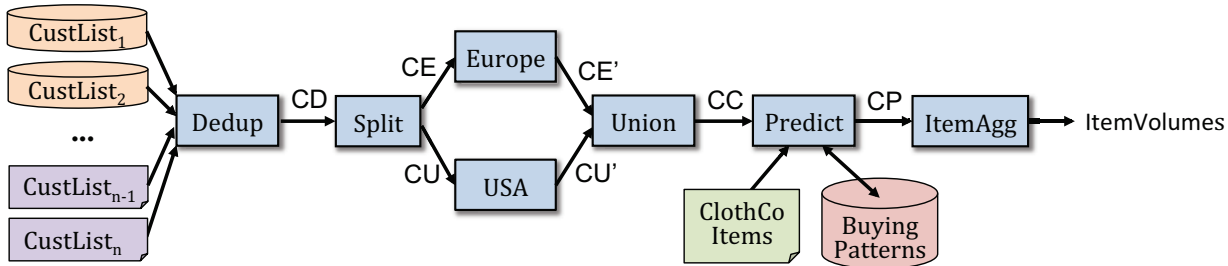 CustList1
CustList2
...
CustListn-1
CustListn
Dedup
CD
Split
CE
CU
Europe
USA
CE’
CU’
Union
CC
Predict
CP
ItemAgg
ItemVolumes
ClothCo
Items
Buying
Patterns